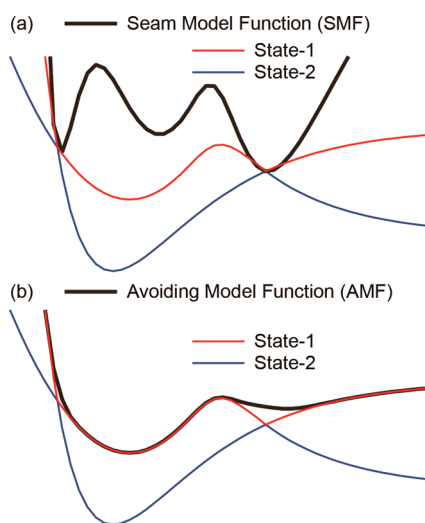 (a) Seam Model Function (SMF)
State-1
State-2
(b) Avoiding Model Function (AMF)
State-1
State-2